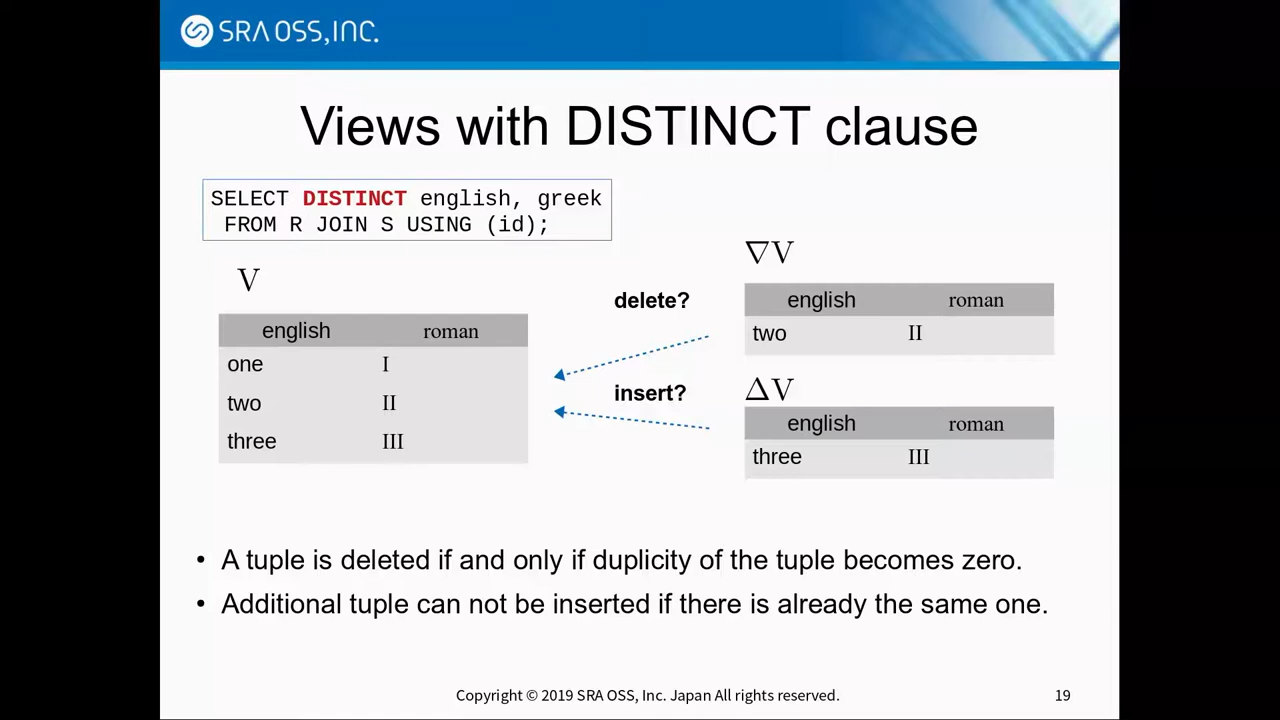 SRA OSS, INC.
Views with DISTINCT clause
SELECT DISTINCT english, greek
FROM R JOIN S USING (id);
V
english roman
one I
two II
three III
delete?
insert?
∇V
english roman
two II
ΔV
english roman
three III
• A tuple is deleted if and only if duplicity of the tuple becomes zero.
• Additional tuple can not be inserted if there is already the same one.
Copyright © 2019 SRA OSS, Inc. Japan All rights reserved.
19